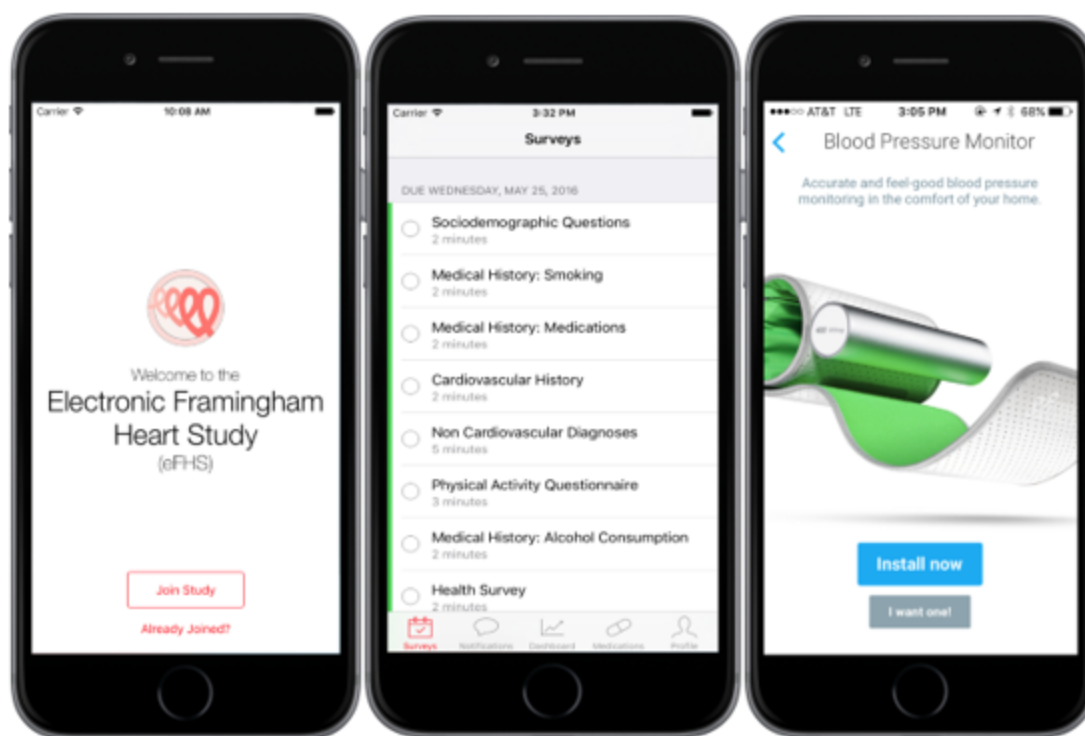 Carrier
10:08 AM
Welcome to the
Electronic Framingham
Heart Study
(eFHS)
Join Study
Already Joined?
Carrier
3:32 PM
Surveys
DUE WEDNESDAY, MAY 25, 2016
Sociodemographic Questions
2 minutes
Medical History: Smoking
2 minutes
Medical History: Medications
2 minutes
Cardiovascular History
2 minutes
Non Cardiovascular Diagnoses
5 minutes
Physical Activity Questionnaire
3 minutes
Medical History: Alcohol Consumption
2 minutes
Health Survey
2 minutes
Surveys Notifications Dashboard Medications Profile
AT&T LTE 3:05 PM 68%
Blood Pressure Monitor
Accurate and feel-good blood pressure
monitoring in the comfort of your home.
Install now
I want one!